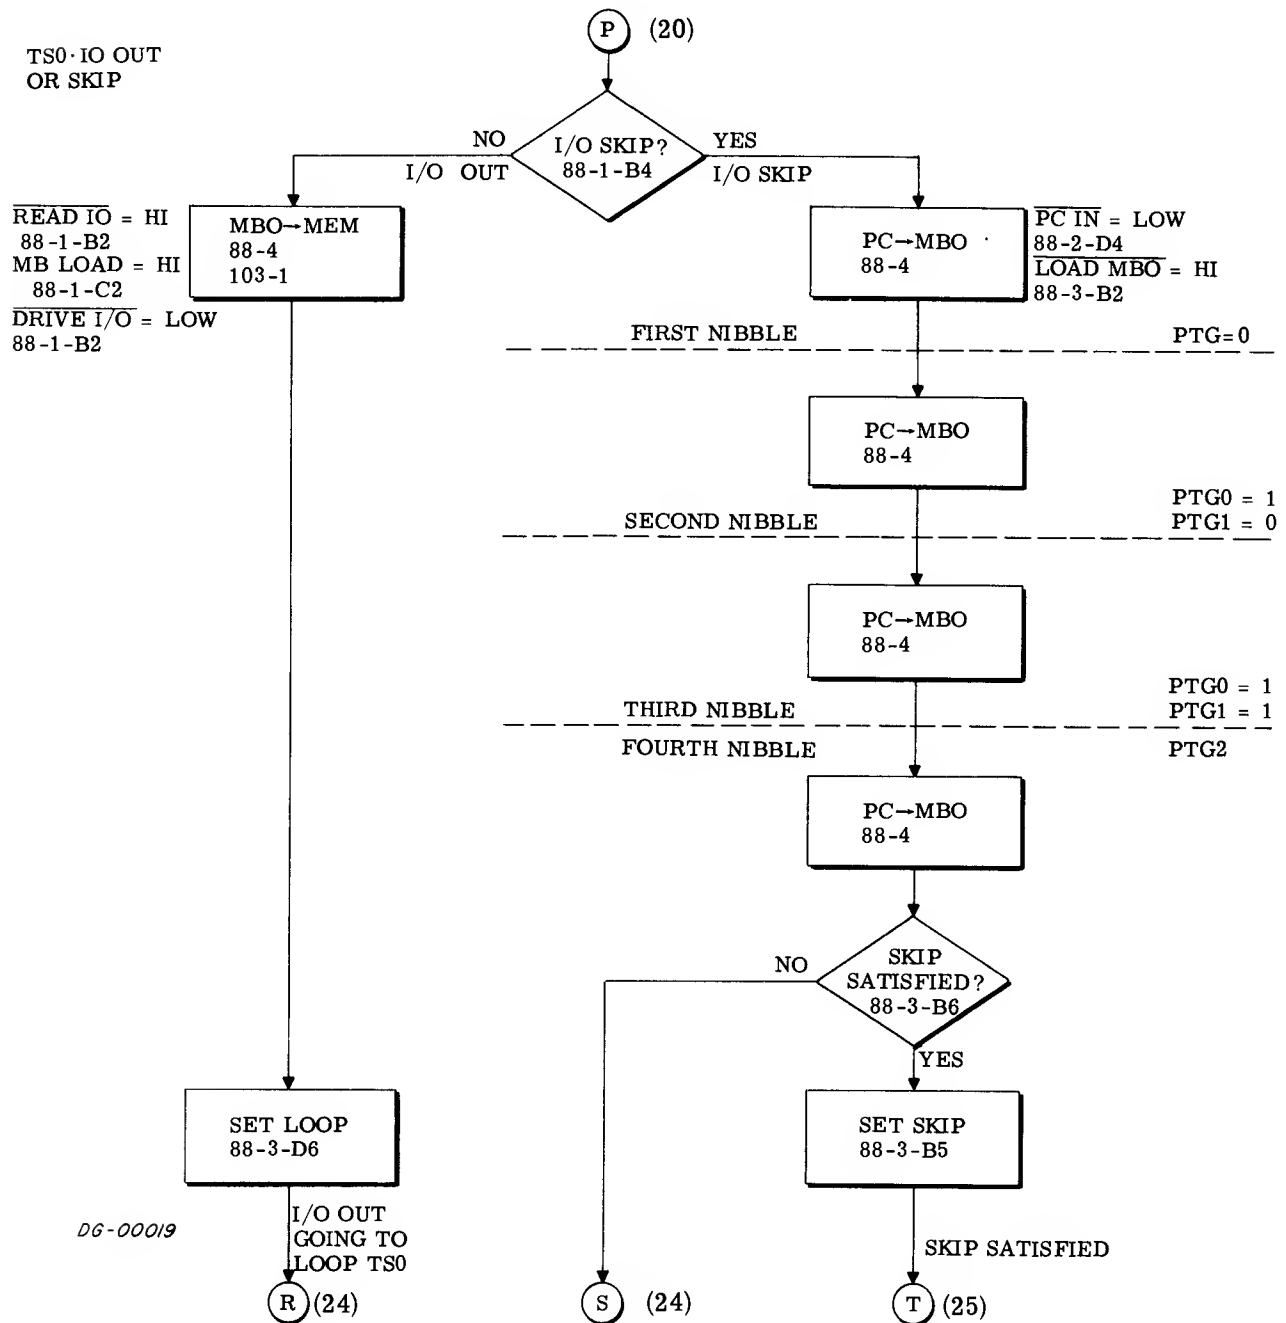 P (20)
TS0·IO OUT
OR SKIP
NO
I/O OUT
I/O SKIP?
88-1-B4
YES
I/O SKIP
READ IO = HI
88-1-B2
MB LOAD = HI
88-1-C2
DRIVE I/O = LOW
88-1-B2
MBO→MEM
88-4
103-1
PC→MBO
88-4
PC IN = LOW
88-2-D4
LOAD MBO = HI
88-3-B2
FIRST NIBBLE PTG=0
PC→MBO
88-4
PTG0 = 1
SECOND NIBBLE PTG1 = 0
PC→MBO
88-4
PTG0 = 1
THIRD NIBBLE PTG1 = 1
FOURTH NIBBLE PTG2
PC→MBO
88-4
NO
SKIP
SATISFIED?
88-3-B6
YES
SET LOOP
88-3-D6
SET SKIP
88-3-B5
DG-00019
I/O OUT
GOING TO
LOOP TS0
SKIP SATISFIED
R (24)
S (24)
T (25)